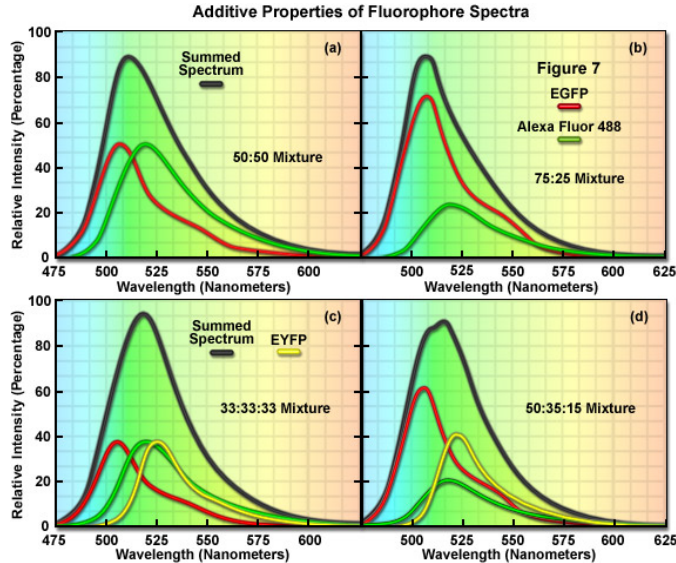 Additive Properties of Fluorophore Spectra
Relative Intensity (Percentage)
100
80
60
40
20
0
(a)
Summed
Spectrum
50:50 Mixture
475 500 525 550 575 600
Wavelength (Nanometers)
(b)
Figure 7
EGFP
Alexa Fluor 488
75:25 Mixture
500 525 550 575 600 625
Wavelength (Nanometers)
Relative Intensity (Percentage)
100
80
60
40
20
0
(c)
Summed
Spectrum
EYFP
33:33:33 Mixture
475 500 525 550 575 600
Wavelength (Nanometers)
(d)
50:35:15 Mixture
500 525 550 575 600 625
Wavelength (Nanometers)